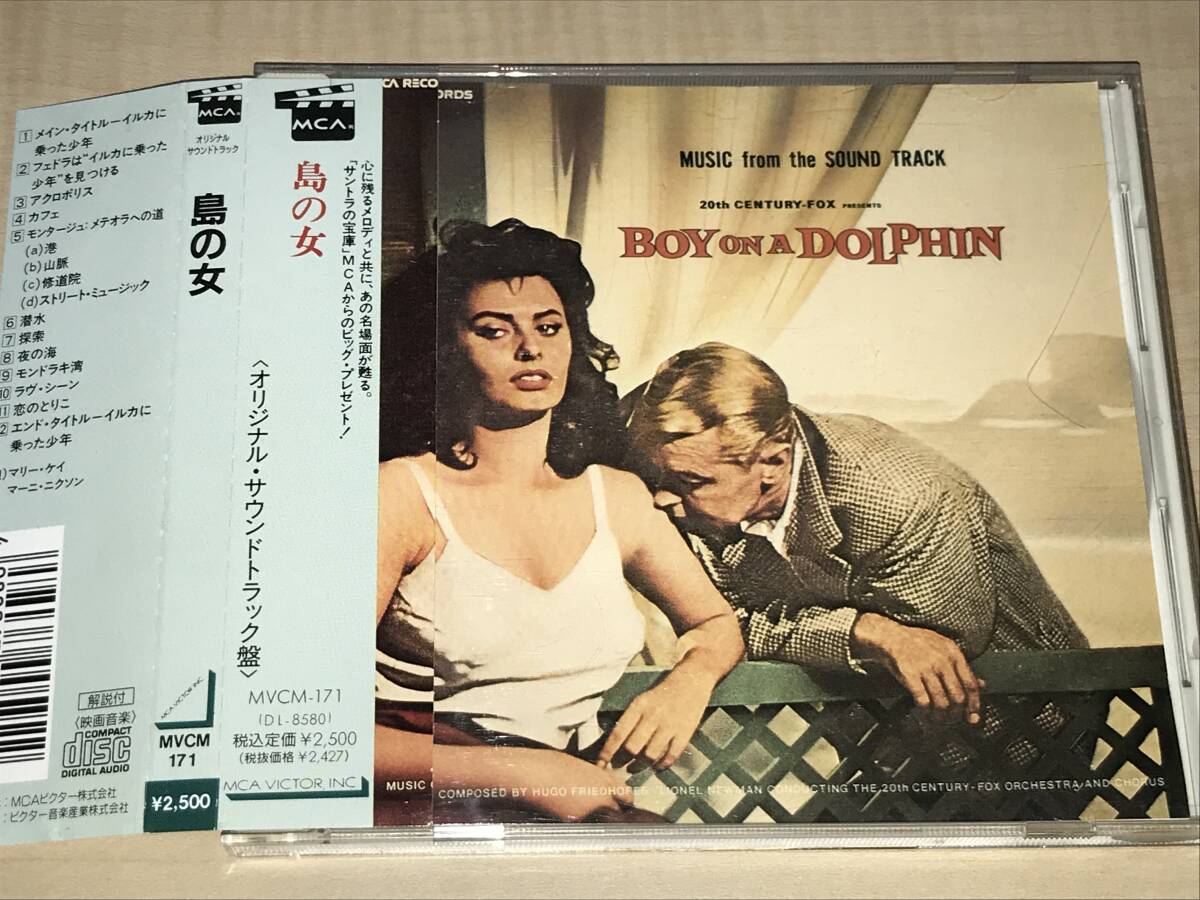 1 メイン・タイトルーイルカに
乗った少年
2 フェドラは"イルカに乗った
少年"を見つける
3 アクロポリス
4 カフェ
5 モンタージュ:メテオラへの道
(a)港
(b)山脈
(c)修道院
(d)ストリート・ミュージック
6 潜水
7 探索
8 夜の海
9 モンドラキ湾
10 ラヴ・シーン
11 恋のとりこ
2 エンド・タイトルーイルカに
乗った少年
マリー・ケイ
マーニ・ニクソン
解説付
〈映画音楽〉
COMPACT
disc
DIGITAL AUDIO
:MCAビクター株式会社
:ビクター音楽産業株式会社
MCA
オリジナル
サウンドトラック
島の女
MCA VICTOR, INC
MVCM
171
¥2,500
MCA
島の女
心に残るメロディと共に、あの名場面が甦る。
「サントラの宝庫」MCAからのビッグ・プレゼント!
〈オリジナル・サウンドトラック盤〉
MVCM-171
(DL-8580)
税込定価 ¥2,500
(税抜価格 ¥2,427)
MCA VICTOR, INC
CA RECO
ORDS
MUSIC from the SOUND TRACK
20th CENTURY-FOX PRESENTS
BOY ON A DOLPHIN
MUSIC
COMPOSED BY HUGO FRIEDHOFER LIONEL NEWMAN CONDUCTING THE 20th CENTURY-FOX ORCHESTRA AND CHORUS